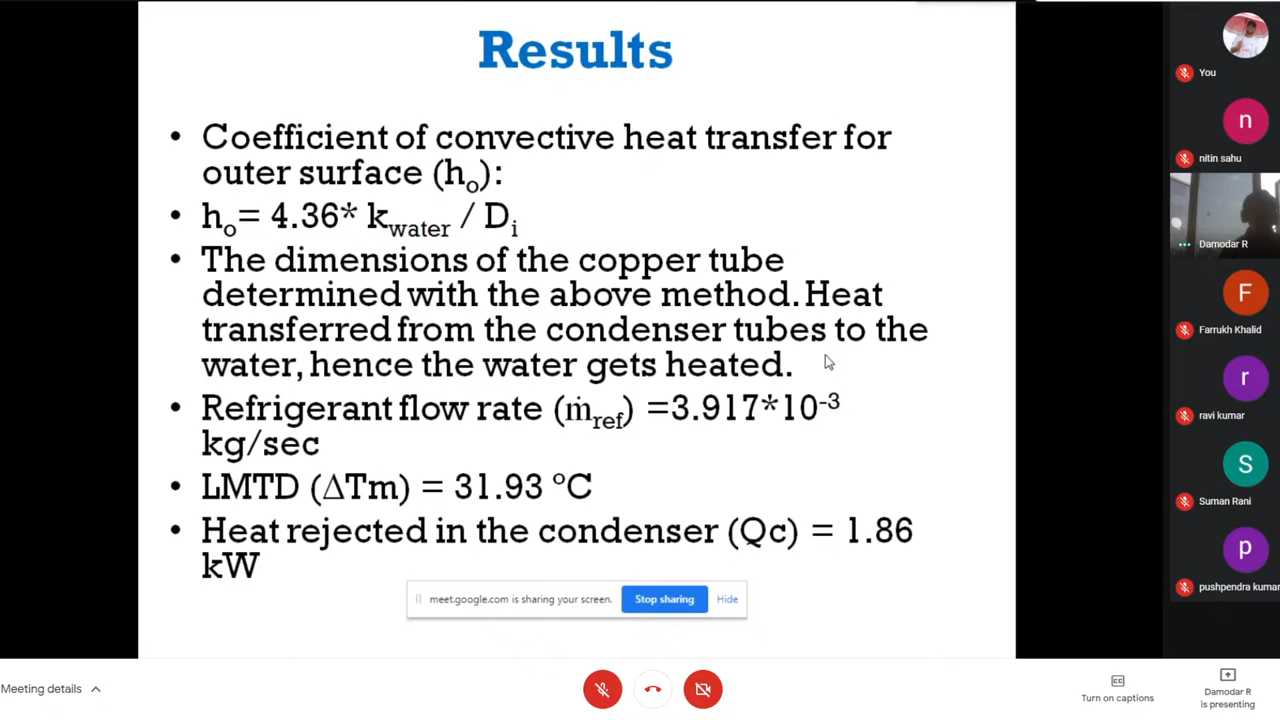 Results
• Coefficient of convective heat transfer for
outer surface (hₒ):
• hₒ= 4.36* k_water / D_i
• The dimensions of the copper tube
determined with the above method. Heat
transferred from the condenser tubes to the
water, hence the water gets heated.
• Refrigerant flow rate (ṁ_ref) =3.917*10⁻³
kg/sec
• LMTD (ΔTm) = 31.93 °C
• Heat rejected in the condenser (Qc) = 1.86
kW
meet.google.com is sharing your screen.
Stop sharing
Hide
You
n
nitin sahu
Damodar R
F
Farrukh Khalid
r
ravi kumar
S
Suman Rani
p
pushpendra kumar
Meeting details
CC
Turn on captions
Damodar R
is presenting